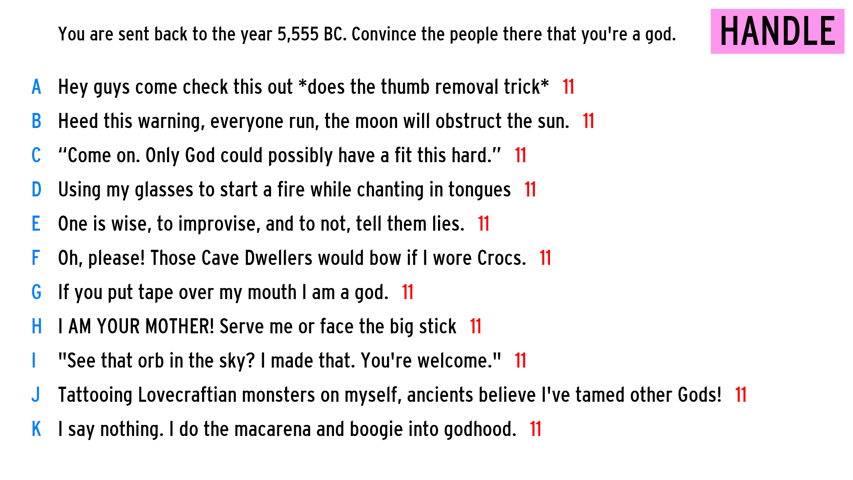 You are sent back to the year 5,555 BC. Convince the people there that you're a god.
HANDLE
A Hey guys come check this out *does the thumb removal trick* 11
B Heed this warning, everyone run, the moon will obstruct the sun. 11
C “Come on. Only God could possibly have a fit this hard.” 11
D Using my glasses to start a fire while chanting in tongues 11
E One is wise, to improvise, and to not, tell them lies. 11
F Oh, please! Those Cave Dwellers would bow if I wore Crocs. 11
G If you put tape over my mouth I am a god. 11
H I AM YOUR MOTHER! Serve me or face the big stick 11
I "See that orb in the sky? I made that. You're welcome." 11
J Tattooing Lovecraftian monsters on myself, ancients believe I've tamed other Gods! 11
K I say nothing. I do the macarena and boogie into godhood. 11